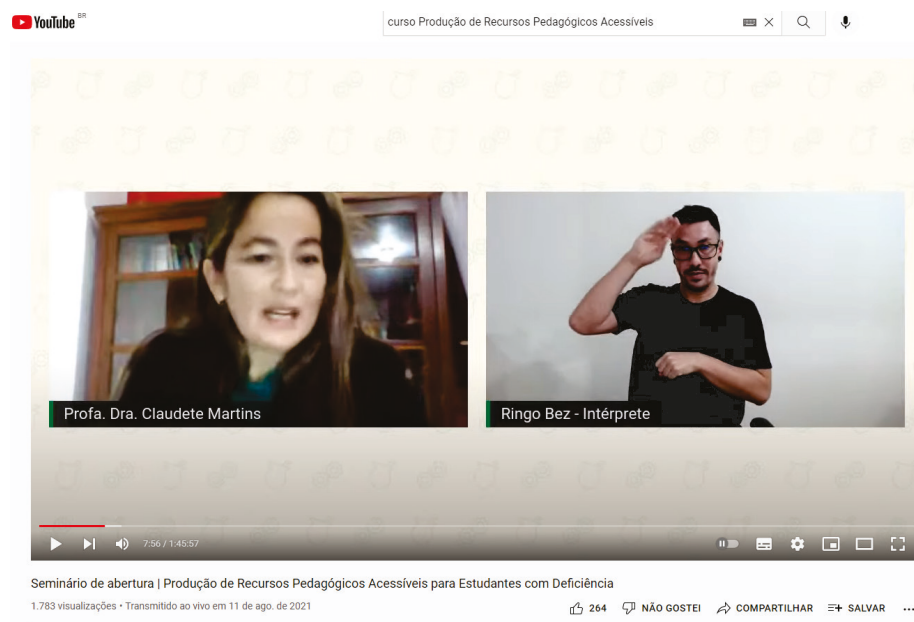 YouTube BR
curso Produção de Recursos Pedagógicos Acessíveis
Profa. Dra. Claudete Martins
Ringo Bez - Intérprete
7:56 / 1:45:57
Seminário de abertura | Produção de Recursos Pedagógicos Acessíveis para Estudantes com Deficiência
1.783 visualizações • Transmitido ao vivo em 11 de ago. de 2021
264 NÃO GOSTEI COMPARTILHAR SALVAR